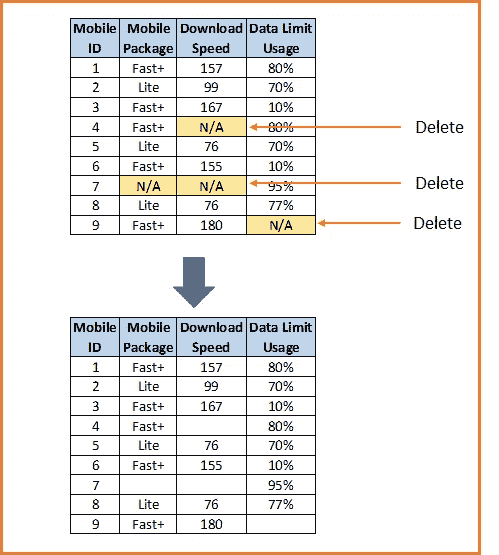 Mobile ID Mobile Package Download Speed Data Limit Usage
1 Fast+ 157 80%
2 Lite 99 70%
3 Fast+ 167 10%
4 Fast+ N/A 80% Delete
5 Lite 76 70%
6 Fast+ 155 10%
7 N/A N/A 95% Delete
8 Lite 76 77%
9 Fast+ 180 N/A Delete
Mobile ID Mobile Package Download Speed Data Limit Usage
1 Fast+ 157 80%
2 Lite 99 70%
3 Fast+ 167 10%
4 Fast+ 80%
5 Lite 76 70%
6 Fast+ 155 10%
7 95%
8 Lite 76 77%
9 Fast+ 180